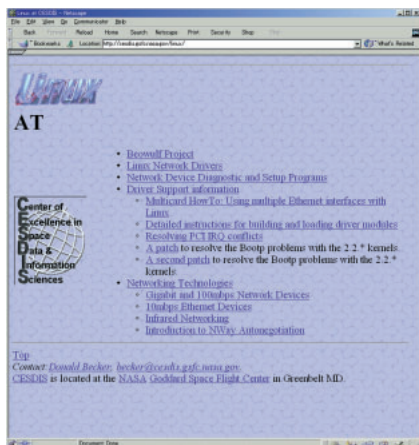 Linux at CESDIS - Netscape
File Edit View Go Communicator Help
Back Forward Reload Home Search Netscape Print Security Shop Stop
Bookmarks Location: http://cesdis.gsfc.nasa.gov/linux/ What's Related
Linux
AT
Center of
Excellence in
Space
Data &
Information
Sciences
• Beowulf Project
• Linux Network Drivers
• Network Device Diagnostic and Setup Programs
• Driver Support information
Multicard HowTo: Using multiple Ethernet interfaces with
Linux
Detailed instructions for building and loading driver modules
Resolving PCI IRQ conflicts
A patch to resolve the Bootp problems with the 2.2.* kernels.
A second patch to resolve the Bootp problems with the 2.2.*
kernels.
• Networking Technologies
Gigabit and 100mbps Network Devices
10mbps Ethernet Devices
Infrared Networking
Introduction to NWay Autonegotiation
Top
Contact: Donald Becker, becker@cesdis.gsfc.nasa.gov.
CESDIS is located at the NASA Goddard Space Flight Center in Greenbelt MD.
Document: Done